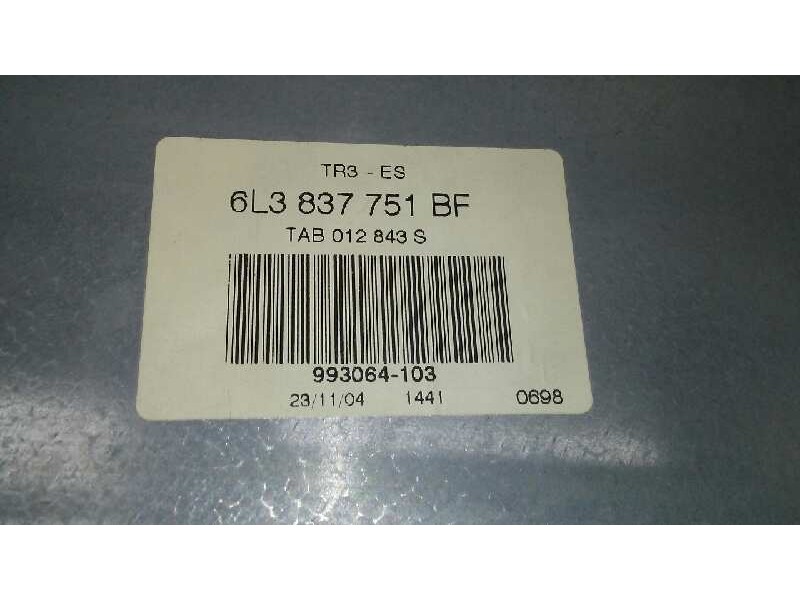 TR3 - ES
6L3 837 751 BF
TAB 012 843 S
993064-103
23/11/04 1441 0698